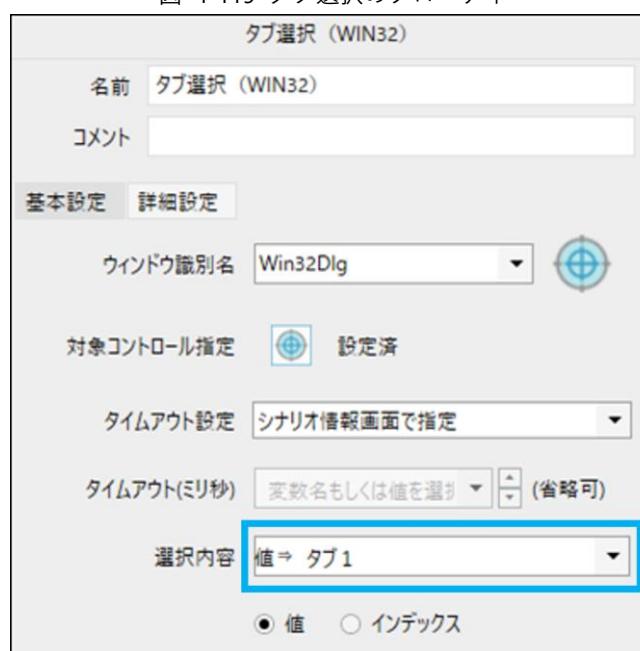 タブ選択（WIN32）
名前 タブ選択（WIN32）
コメント
基本設定 詳細設定
ウィンドウ識別名 Win32Dlg
対象コントロール指定 設定済
タイムアウト設定 シナリオ情報画面で指定
タイムアウト(ミリ秒) 変数名もしくは値を選択 (省略可)
選択内容 値⇒ タブ1
値 インデックス